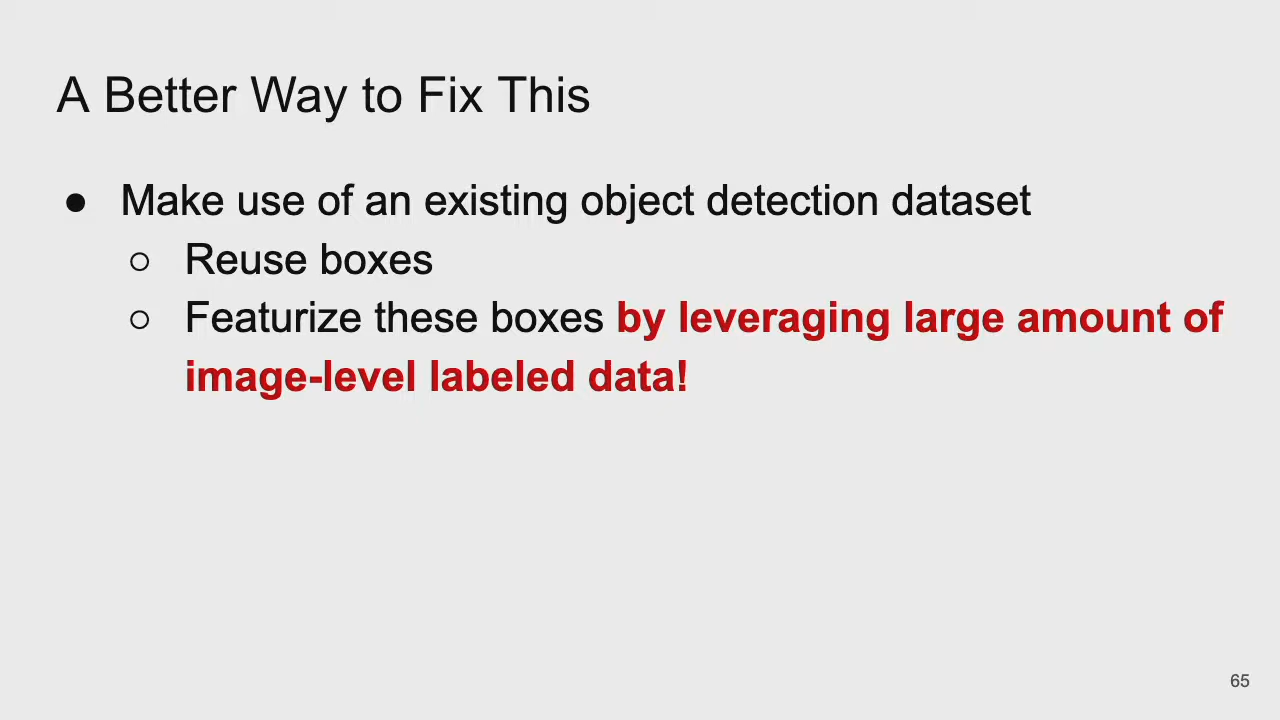 A Better Way to Fix This
● Make use of an existing object detection dataset
○ Reuse boxes
○ Featurize these boxes by leveraging large amount of
image-level labeled data!
65